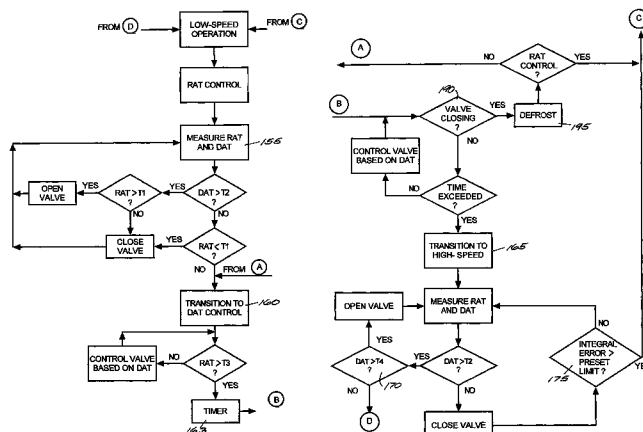 FROM D
LOW-SPEED
OPERATION
FROM C
RAT CONTROL
MEASURE RAT
AND DAT
155
OPEN
VALVE
YES
RAT>T1
?
YES
DAT>T2
?
NO
NO
CLOSE
VALVE
YES
RAT<T1
?
NO
FROM A
TRANSITION TO
DAT CONTROL
160
CONTROL VALVE
BASED ON DAT
NO
RAT>T3
?
YES
TIMER
B
163
C
A
NO
RAT
CONTROL
?
YES
190
B
VALVE
CLOSING
?
YES
DEFROST
195
CONTROL VALVE
BASED ON DAT
NO
NO
TIME
EXCEEDED
?
YES
TRANSITION TO
HIGH- SPEED
165
OPEN VALVE
MEASURE RAT
AND DAT
NO
YES
DAT>T4
?
YES
DAT>T2
?
INTEGRAL
ERROR >
PRESET
LIMIT ?
YES
175
170
NO
NO
D
CLOSE VALVE